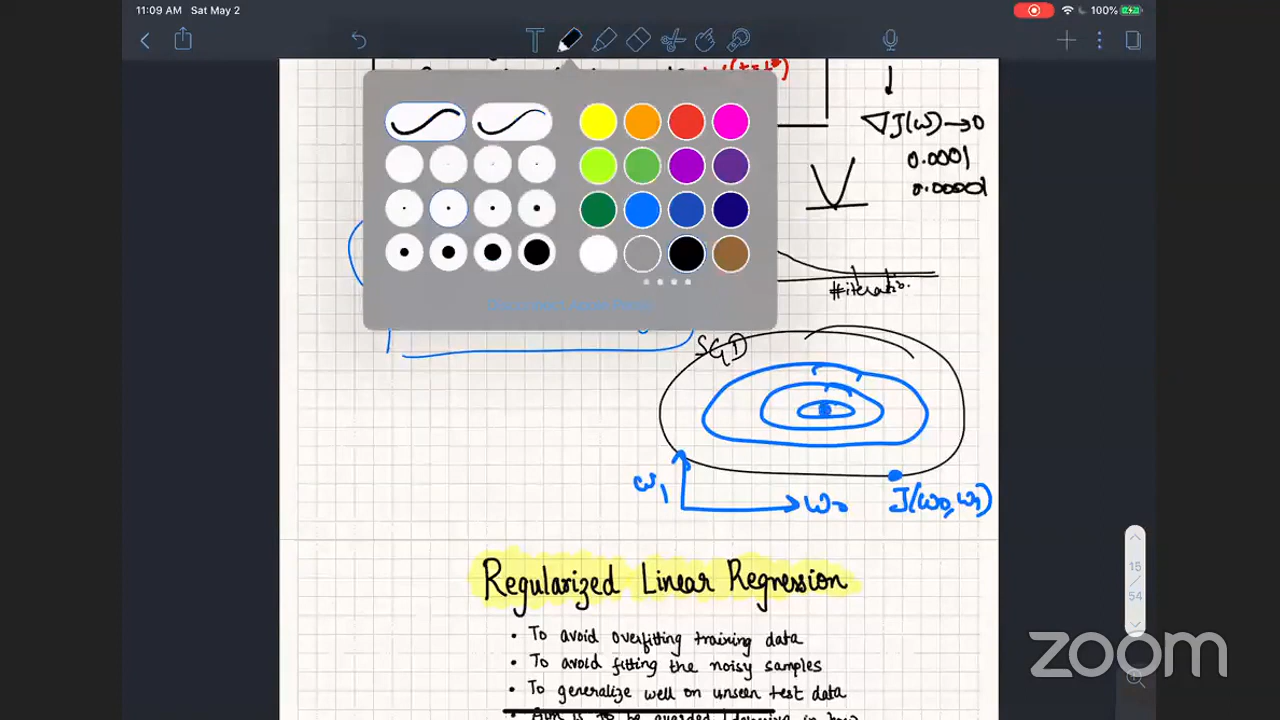 11:09 AM Sat May 2
100%
∇J(w)→0
0.0001
0.00001
#iteratio.
SGD
w1
w0
J(w0,w1)
15
54
Regularized Linear Regression
• To avoid overfitting training data
• To avoid fitting the noisy samples
• To generalize well on unseen test data
zoom